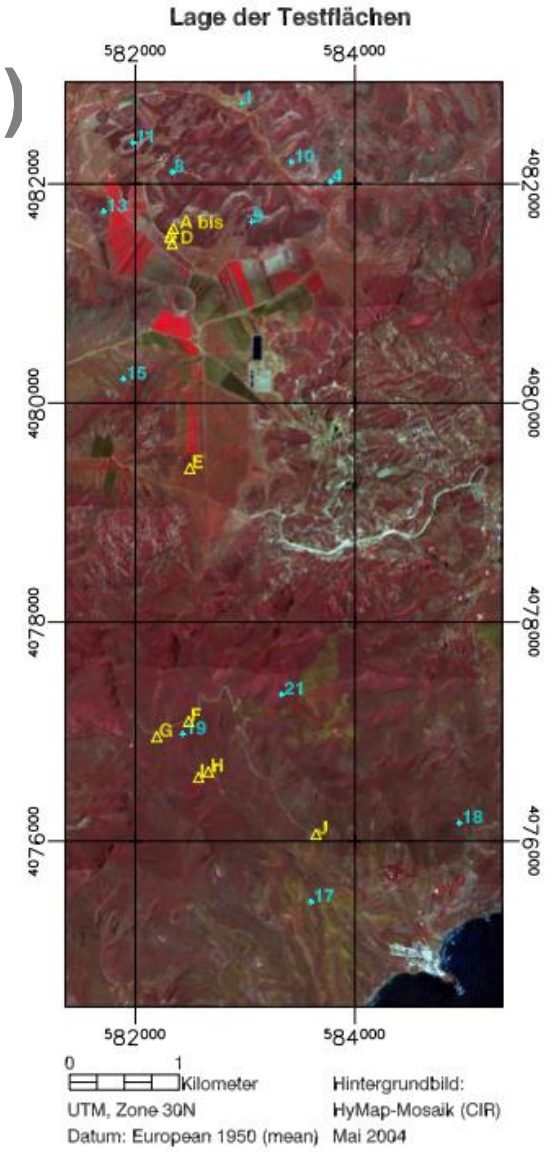 Lage der Testflächen
)
582000 584000
1
11
10
8
4
4082000 4082000
13
A bis
D
15
4080000 4080000
E
4078000 4078000
21
F
G 19
H
I
18
J
4076000 4076000
17
582000 584000
0 1
Kilometer Hintergrundbild:
UTM, Zone 30N HyMap-Mosaik (CIR)
Datum: European 1950 (mean) Mai 2004